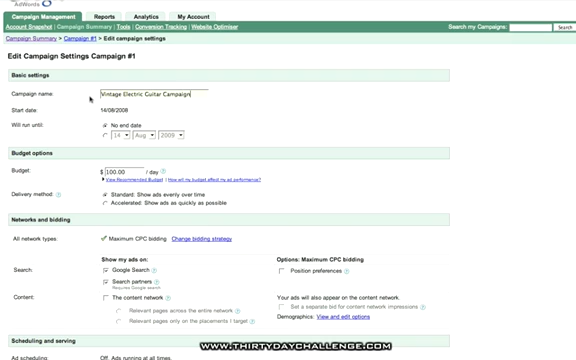 AdWords
Campaign Management Reports Analytics My Account
Account Snapshot | Campaign Summary | Tools | Conversion Tracking | Website Optimiser Search my Campaigns: Search
Campaign Summary > Campaign #1 > Edit campaign settings
Edit Campaign Settings Campaign #1
Basic settings
Campaign name: Vintage Electric Guitar Campaign
Start date: 14/08/2008
Will run until: No end date
14 Aug 2009
Budget options
Budget: $ 100.00 / day
View Recommended Budget | How will my budget affect my ad performance?
Delivery method: Standard: Show ads evenly over time
Accelerated: Show ads as quickly as possible
Networks and bidding
All network types: Maximum CPC bidding Change bidding strategy
Show my ads on: Options: Maximum CPC bidding
Search: Google Search Position preferences
Search partners
Requires Google search
Content: The content network Your ads will also appear on the content network.
Relevant pages across the entire network Set a separate bid for content network impressions
Relevant pages only on the placements I target Demographics: View and edit options
Scheduling and serving
Ad scheduling: Off. Ads running at all times.
WWW.THIRTYDAYCHALLENGE.COM